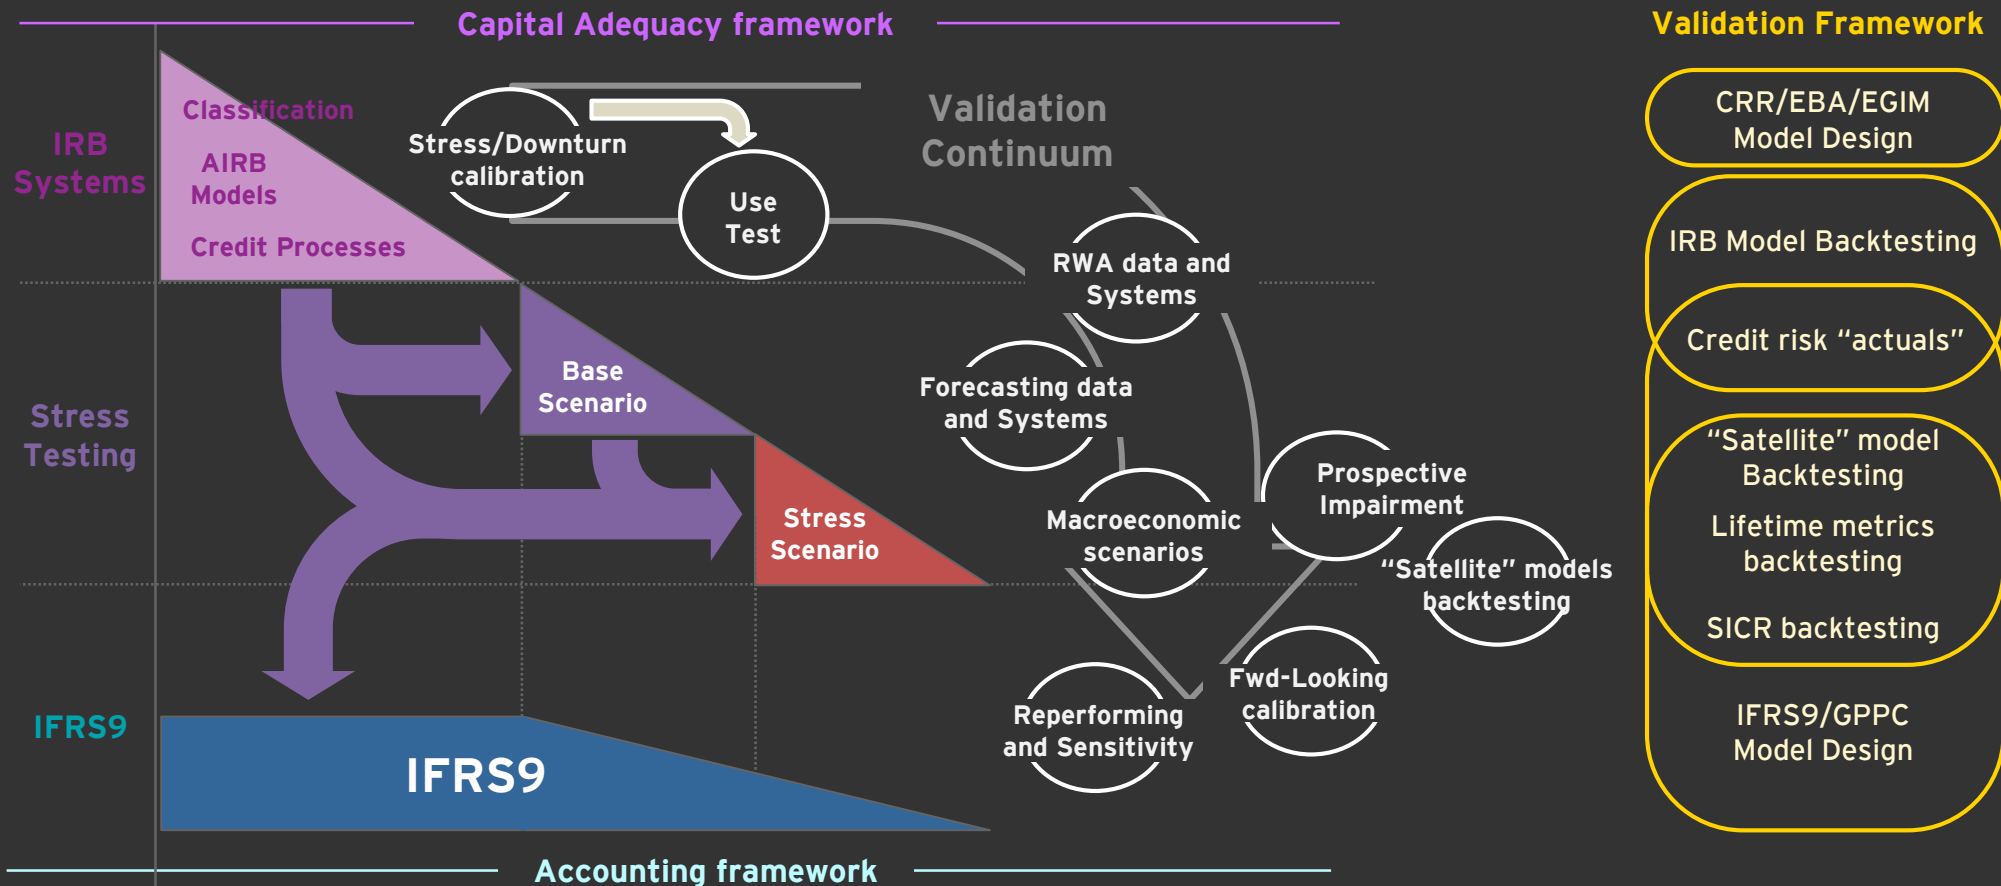 Capital Adequacy framework
Validation Framework
IRB
Systems
Classification
AIRB
Models
Credit Processes
Stress/Downturn
calibration
Use
Test
Validation
Continuum
RWA data and
Systems
Stress
Testing
Base
Scenario
Stress
Scenario
Forecasting data
and Systems
Macroeconomic
scenarios
Prospective
Impairment
“Satellite” models
backtesting
IFRS9
IFRS9
Reperforming
and Sensitivity
Fwd-Looking
calibration
Accounting framework
CRR/EBA/EGIM
Model Design
IRB Model Backtesting
Credit risk “actuals”
“Satellite” model
Backtesting
Lifetime metrics
backtesting
SICR backtesting
IFRS9/GPPC
Model Design